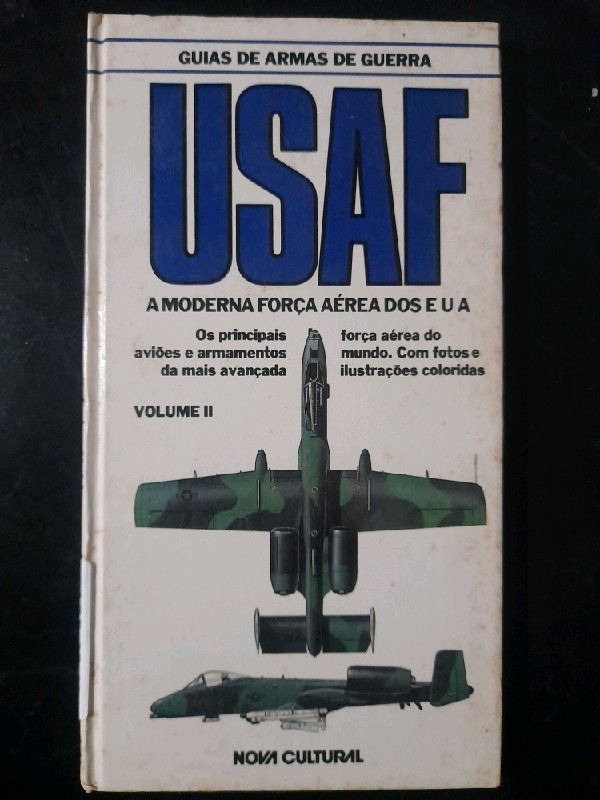 GUIAS DE ARMAS DE GUERRA
USAF
A MODERNA FORÇA AÉREA DOS E U A
Os principais
aviões e armamentos
da mais avançada
força aérea do
mundo. Com fotos e
ilustrações coloridas
VOLUME II
NOVA CULTURAL